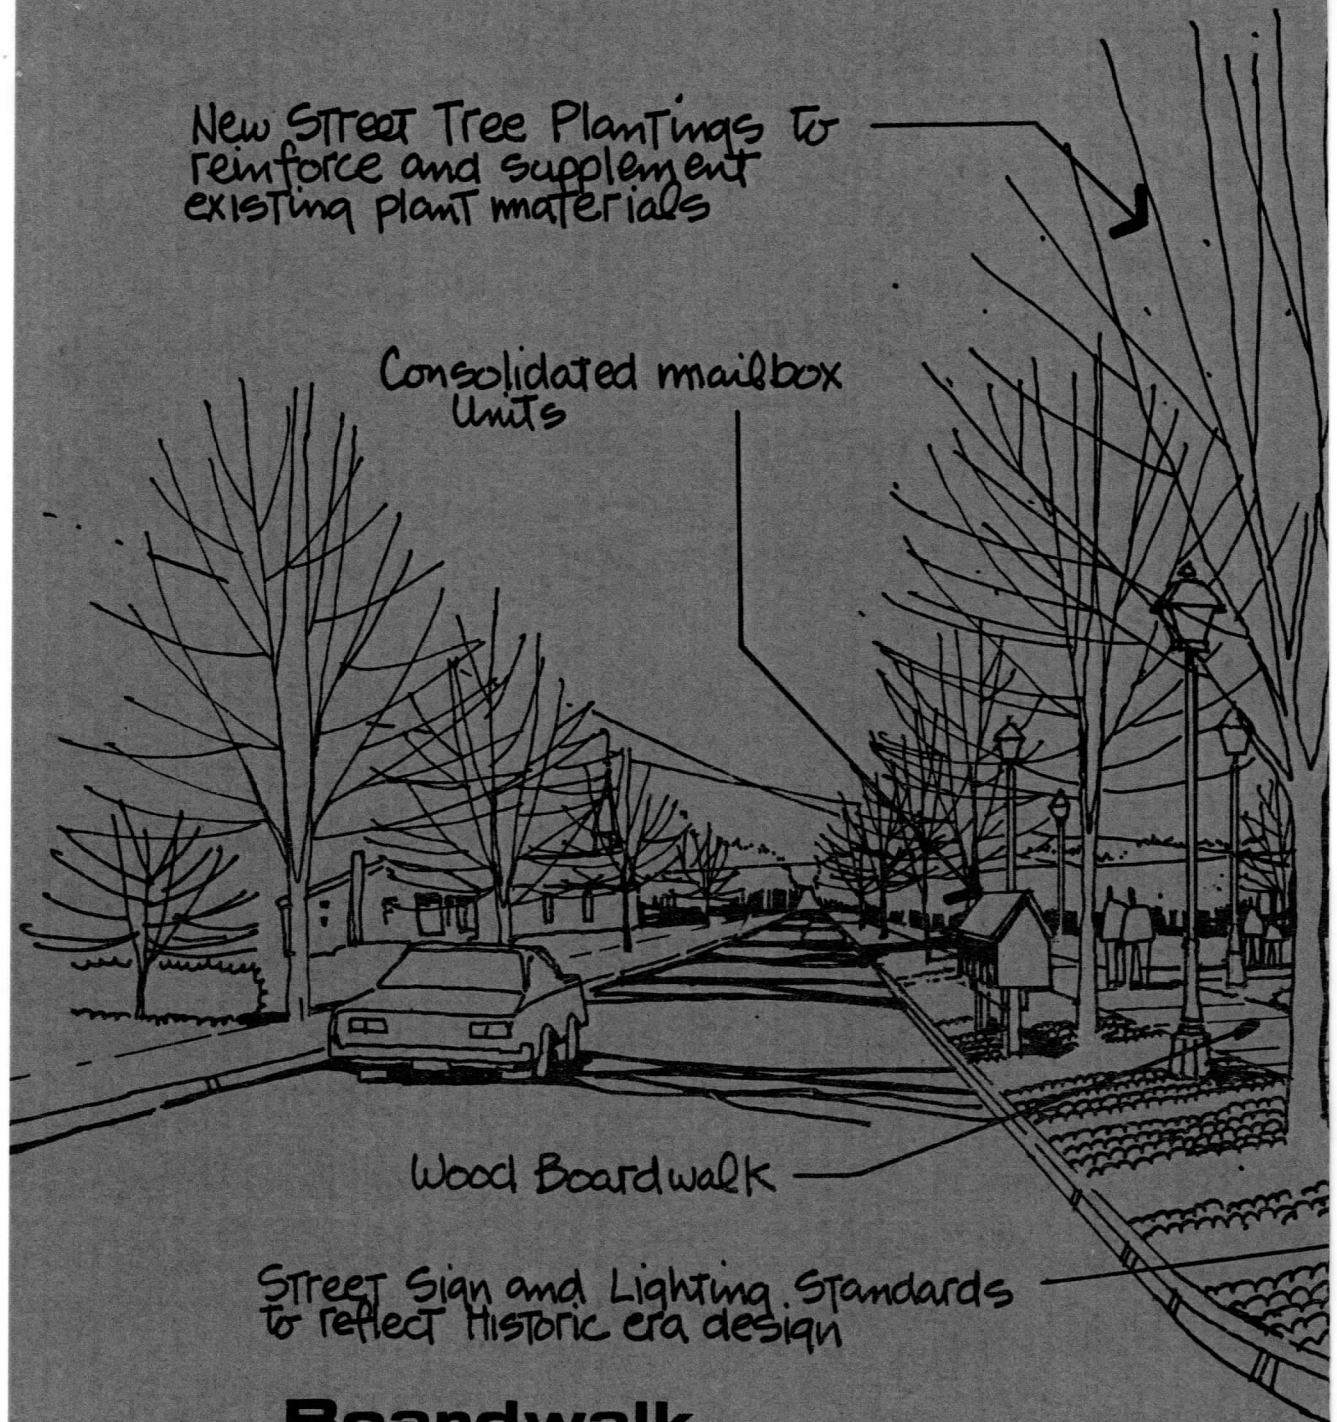 New Street Tree Plantings to
reinforce and supplement
existing plant materials
Consolidated mailbox
Units
Wood Boardwalk
Street Sign and Lighting Standards
to reflect Historic era design
Boardwalk